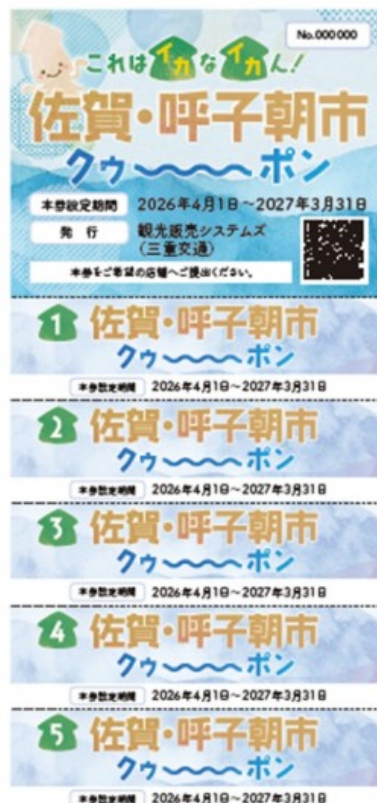 No.000000
これはイカなイカん!
佐賀・呼子朝市
クゥ〜〜〜ポン
本券設定期間 2026年4月1日~2027年3月31日
発行 観光販売システムズ
(三重交通)
本券をご希望の店舗へご提出ください。
1 佐賀・呼子朝市
クゥ〜〜〜ポン
本券設定期間 2026年4月1日~2027年3月31日
2 佐賀・呼子朝市
クゥ〜〜〜ポン
本券設定期間 2026年4月1日~2027年3月31日
3 佐賀・呼子朝市
クゥ〜〜〜ポン
本券設定期間 2026年4月1日~2027年3月31日
4 佐賀・呼子朝市
クゥ〜〜〜ポン
本券設定期間 2026年4月1日~2027年3月31日
5 佐賀・呼子朝市
クゥ〜〜〜ポン
本券設定期間 2026年4月1日~2027年3月31日